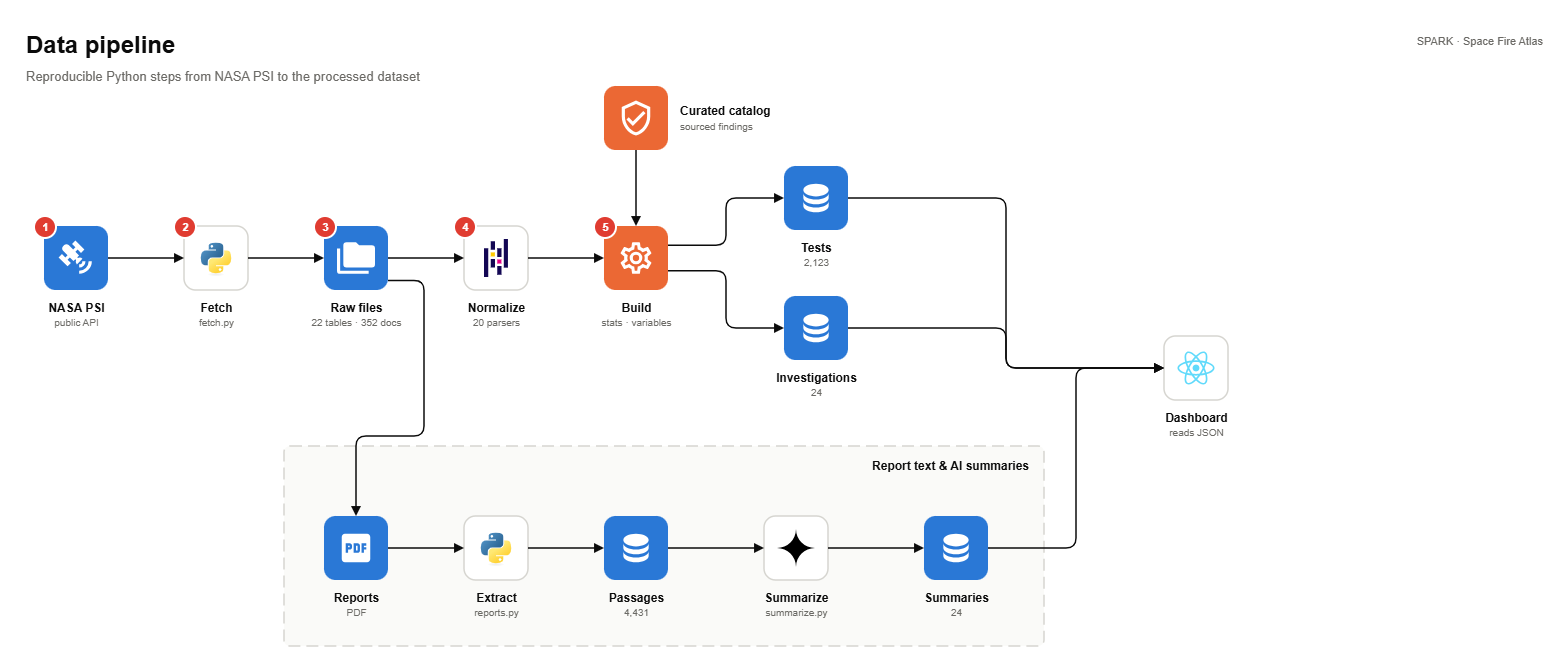 Data pipeline
SPARK · Space Fire Atlas
Reproducible Python steps from NASA PSI to the processed dataset
Curated catalog
sourced findings
1
2
3
4
5
NASA PSI
public API
Fetch
fetch.py
Raw files
22 tables · 352 docs
Normalize
20 parsers
Build
stats · variables
Tests
2,123
Investigations
24
Dashboard
reads JSON
Report text & AI summaries
PDF
Reports
PDF
Extract
reports.py
Passages
4,431
Summarize
summarize.py
Summaries
24